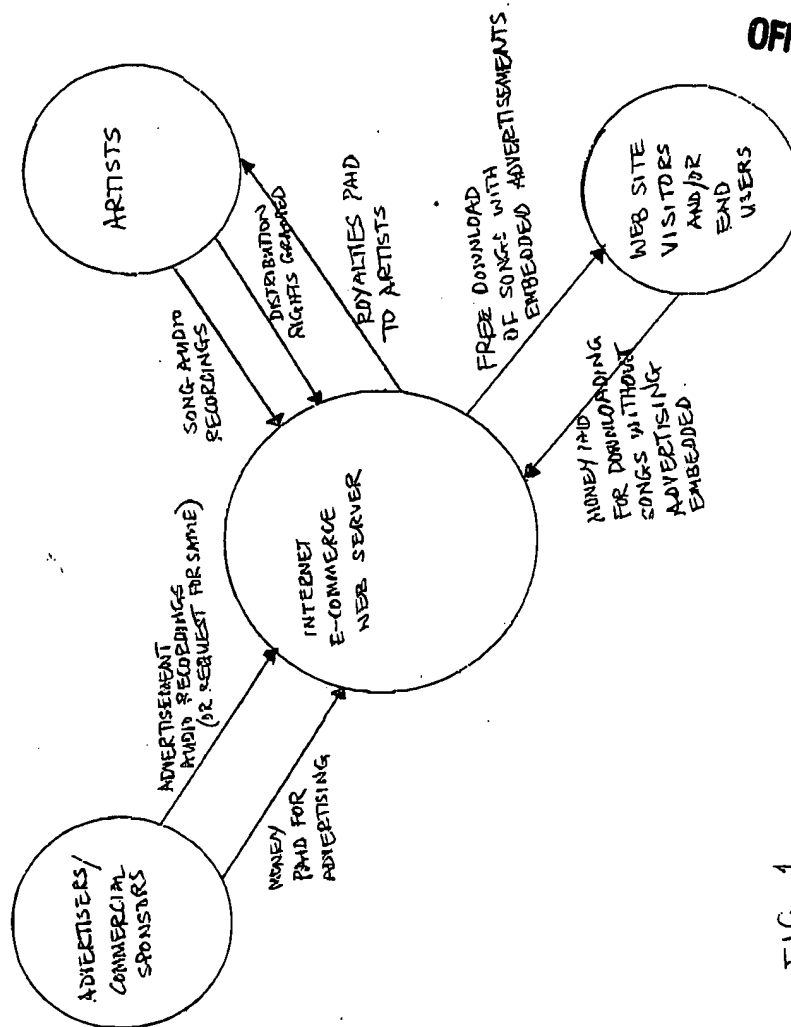 OFFI
ARTISTS
SONG AUDIO
RECORDINGS
DISTRIBUTION
RIGHTS GRANTED
ROYALTIES PAID
TO ARTISTS
ADVERTISEMENT
AUDIO RECORDINGS
(OR REQUEST FOR SAME)
INTERNET
E-COMMERCE
WEB SERVER
FREE DOWNLOAD
OF SONGS WITH
EMBEDDED ADVERTISEMENTS.
WEB SITE
VISITORS
AND/OR
END
USERS
MONEY PAID
FOR DOWNLOADING
SONGS WITHOUT
ADVERTISING
EMBEDDED.
ADVERTISERS/
COMMERCIAL
SPONSORS
MONEY
PAID FOR
ADVERTISING
FIG. 1